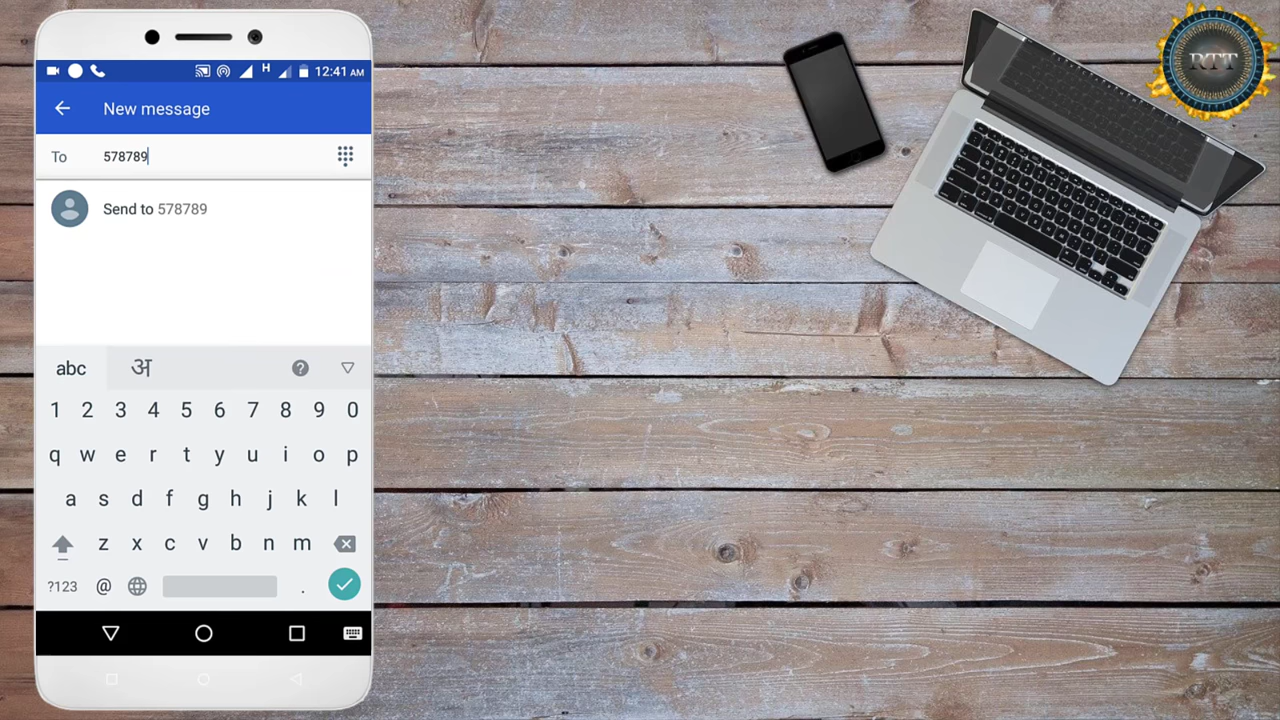 RTT
H
12:41 AM
New message
To 578789
Send to 578789
abc अ ?
1 2 3 4 5 6 7 8 9 0
q w e r t y u i o p
a s d f g h j k l
z x c v b n m
?123 @ .